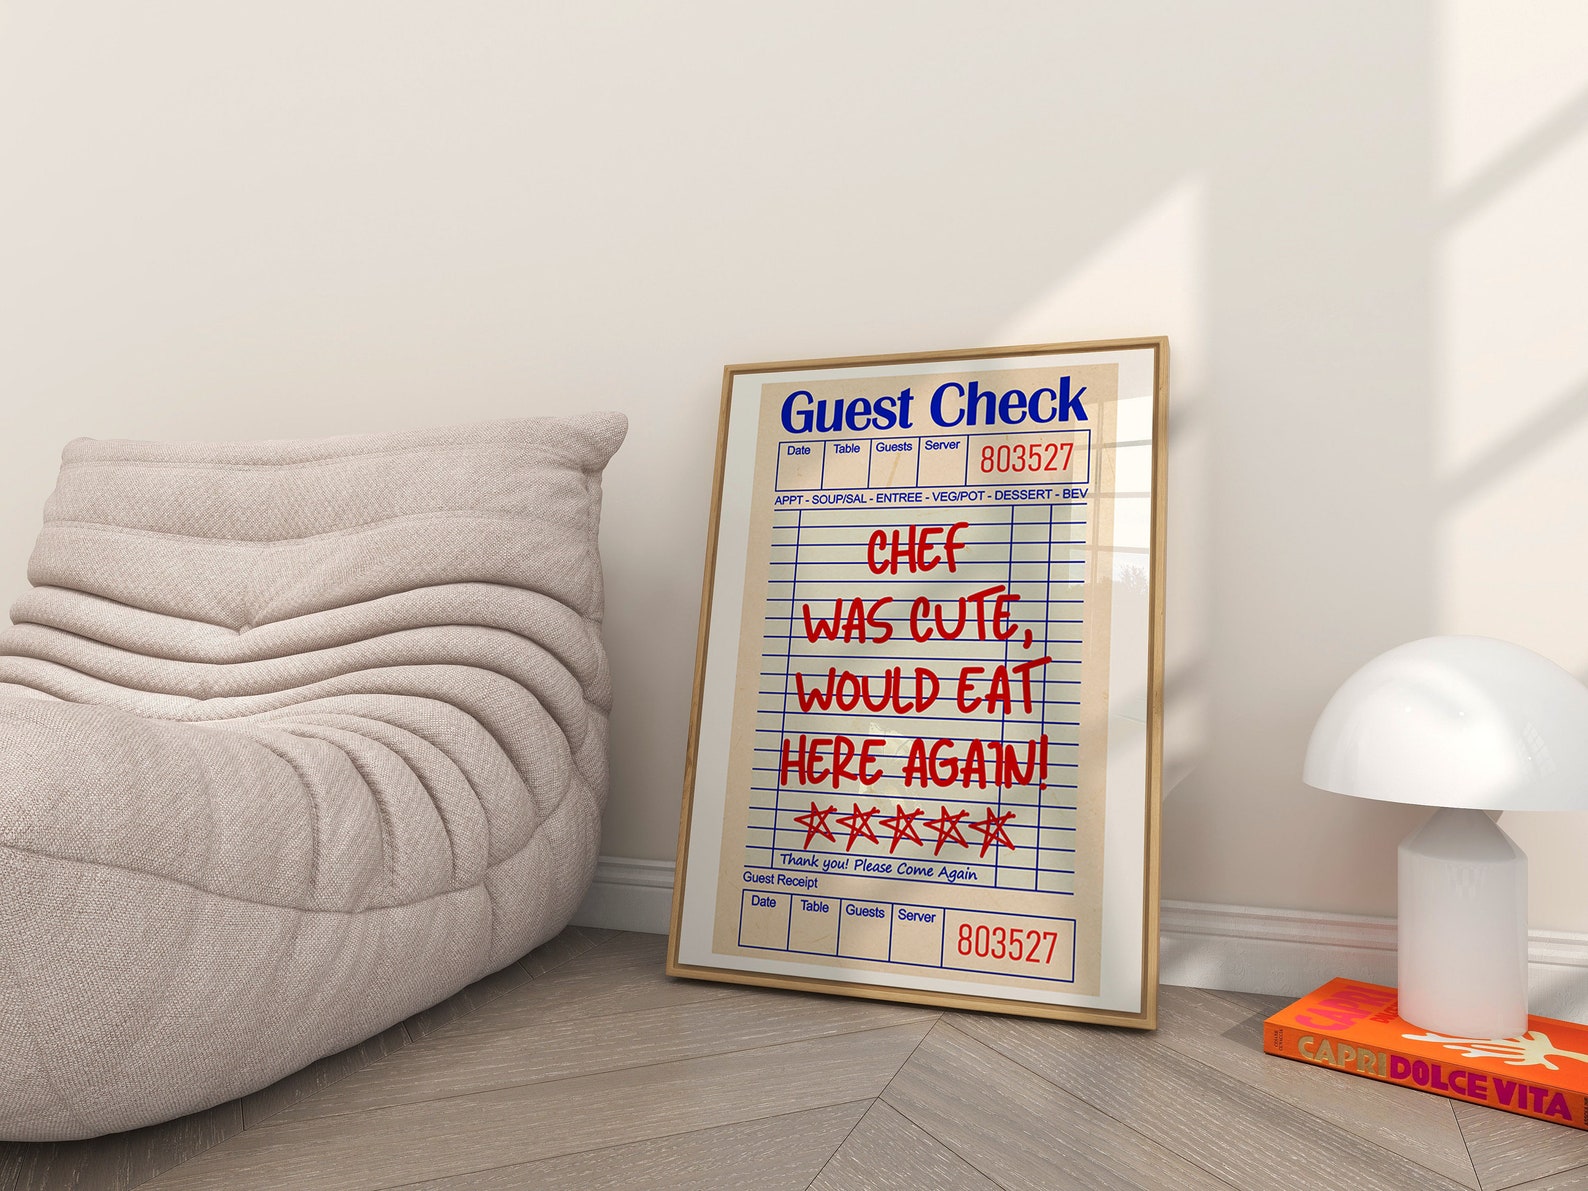 Guest Check
Date Table Guests Server 803527
APPT - SOUP/SAL - ENTREE - VEG/POT - DESSERT - BEV
CHEF
WAS CUTE,
WOULD EAT
HERE AGAIN!
Thank you! Please Come Again
Guest Receipt
Date Table Guests Server 803527
CAPRI
CAPRI DOLCE VITA